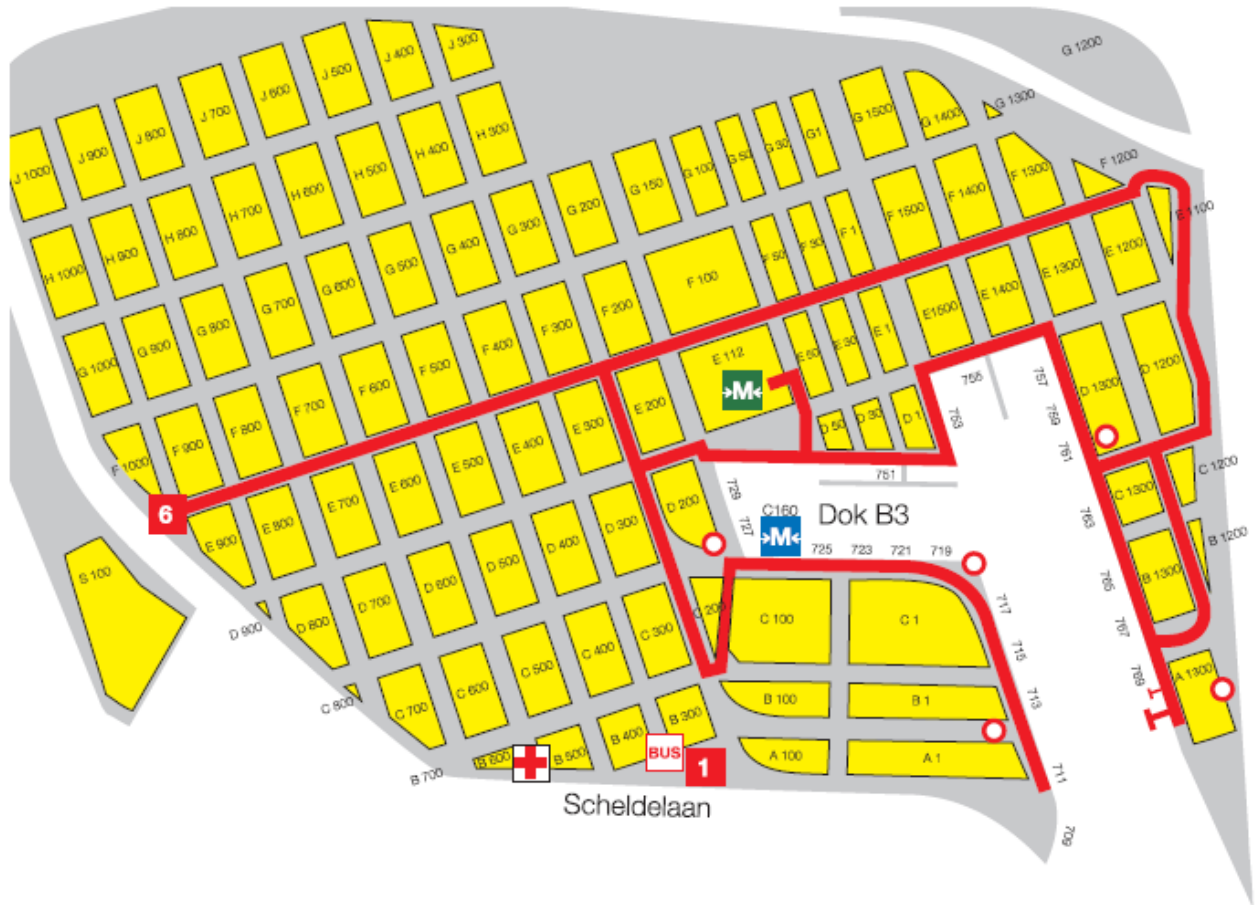 G 1200
J 300
J 400
J 500
J 600
J 700
J 800
J 900
J 1000
H 300
H 400
H 500
H 600
H 700
H 800
H 900
H 1000
G 1300
G 1400
G 1500
G1
G 30
G 50
G 100
G 150
G 200
G 300
G 400
G 500
G 600
G 700
G 800
G 900
G 1000
F 1200
F 1300
F 1400
F 1500
F 1
F 30
F 50
F 100
F 200
F 300
F 400
F 500
F 600
F 700
F 800
F 900
F 1000
E 1100
E 1200
E 1300
E 1400
E1500
E 1
E 30
E 50
E 112
M
E 200
E 300
E 400
E 500
E 600
E 700
E 800
E 900
6
S 100
D 1200
D 1300
D 1
D 30
D 50
D 200
D 300
D 400
D 500
D 600
D 700
D 800
D 900
755
757
759
761
753
751
729
727
C160
M
Dok B3
725
723
721
719
717
715
713
711
709
763
765
767
769
C 1200
C 1300
B 1200
B 1300
A 1300
C 1
C 100
C 200
C 300
C 400
C 500
C 600
C 700
C 800
B 1
B 100
B 300
B 400
B 500
B 600
B 700
A 1
A 100
BUS
1
Scheldelaan